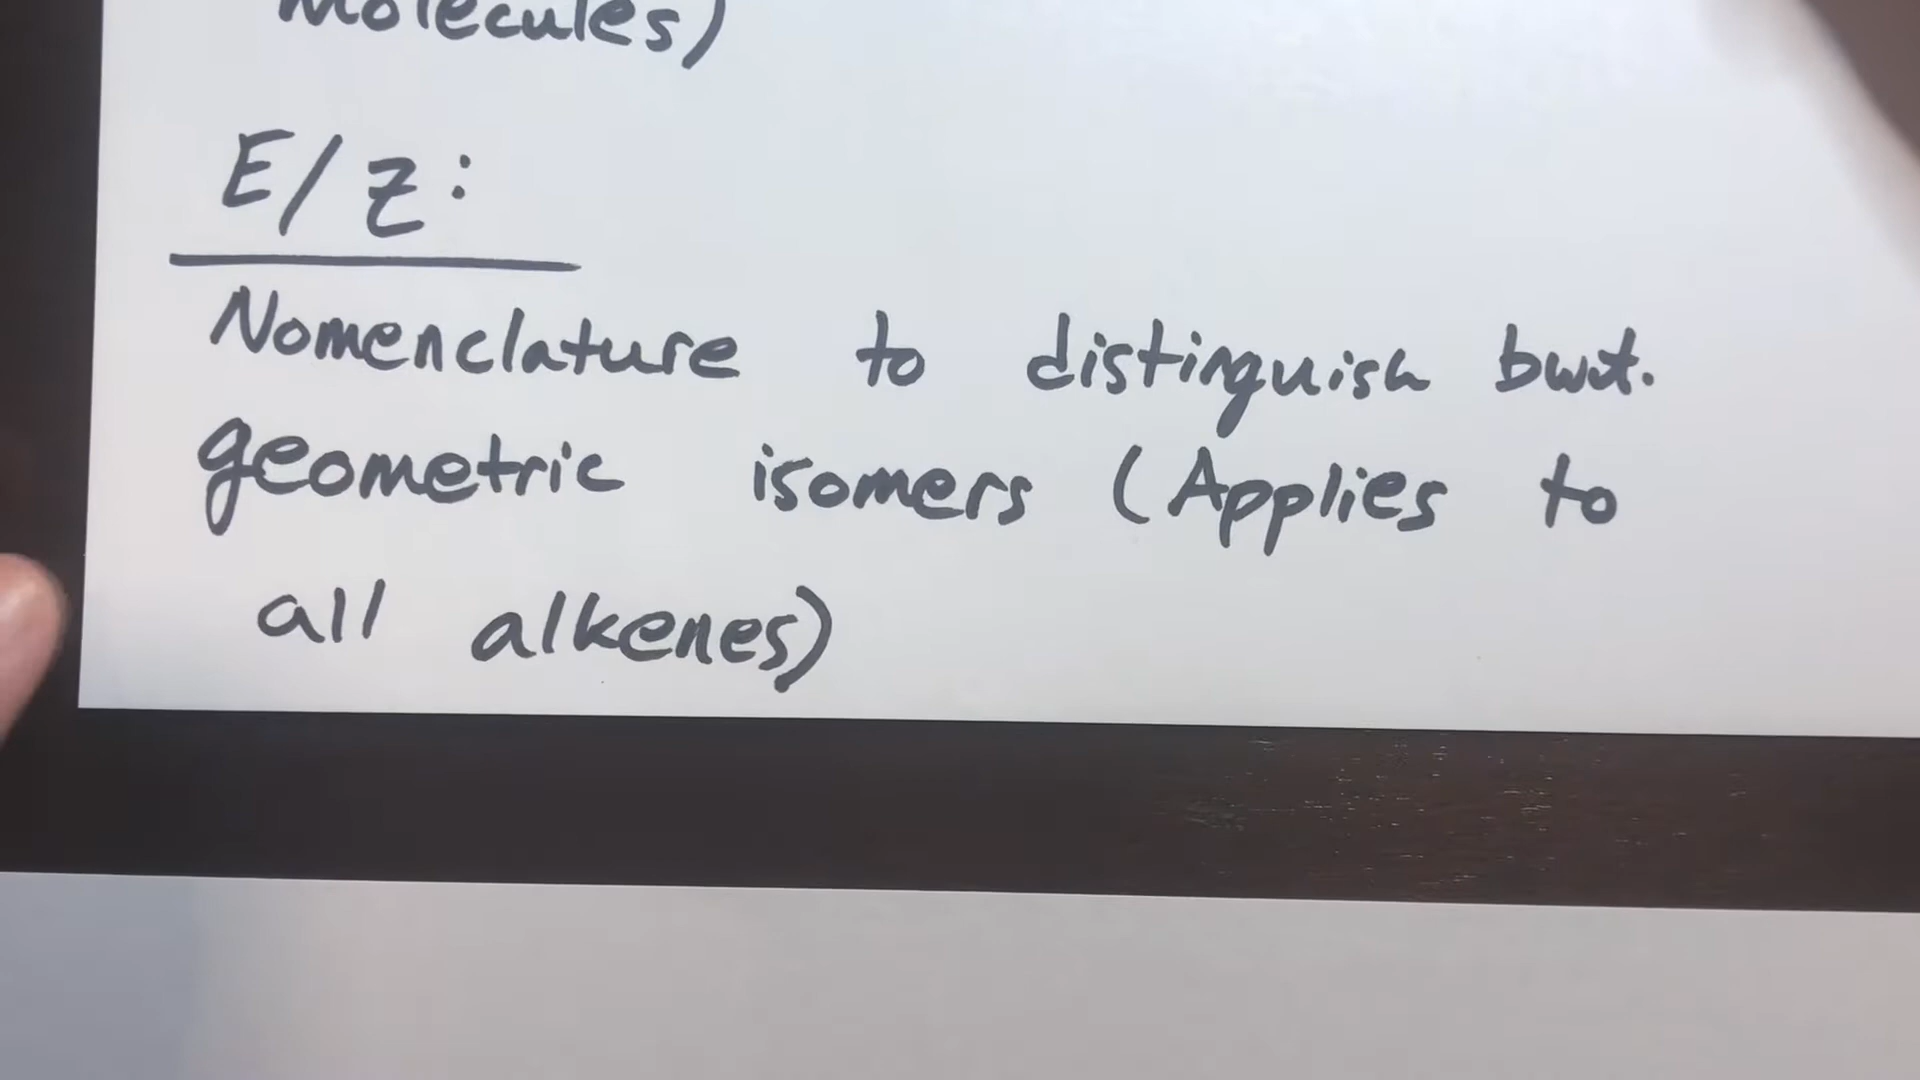 Molecules)
E/Z:
Nomenclature to distinguish bwt.
geometric isomers (Applies to
all alkenes)